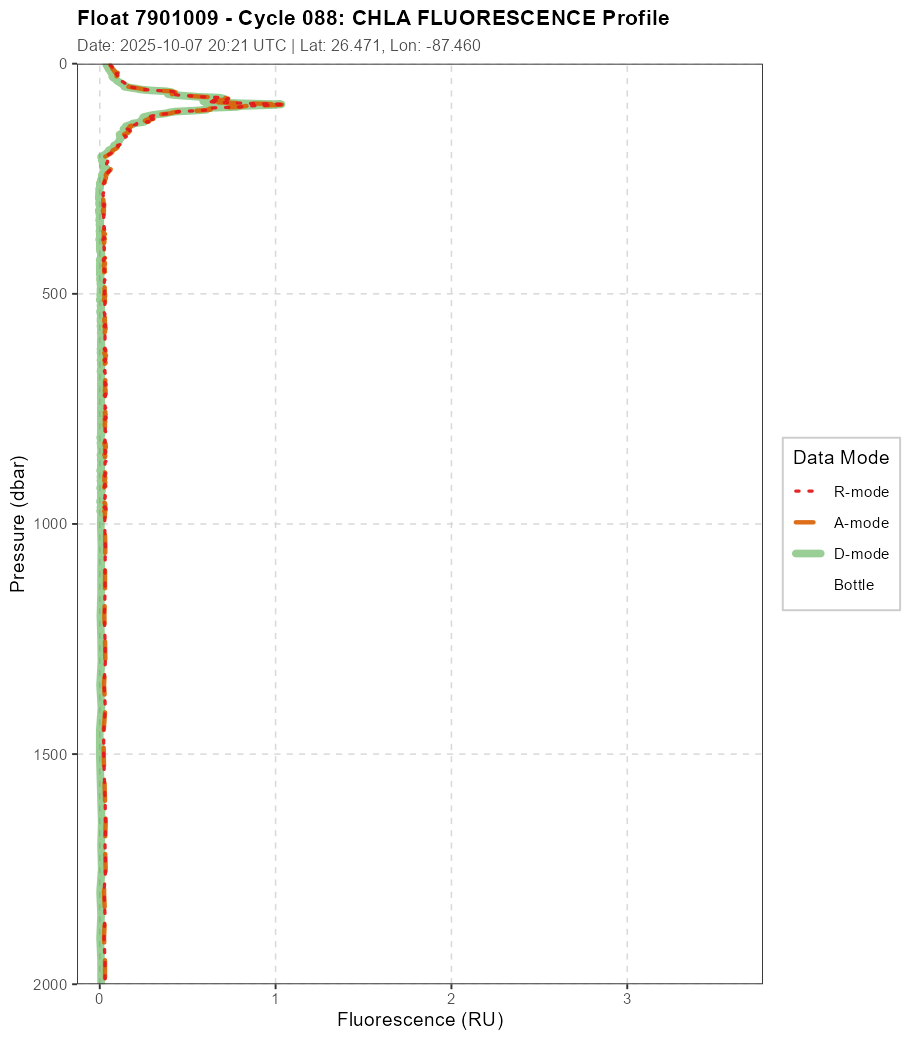 Float 7901009 - Cycle 088: CHLA FLUORESCENCE Profile
Date: 2025-10-07 20:21 UTC | Lat: 26.471, Lon: -87.460
0
500
1000
1500
2000
Pressure (dbar)
0 1 2 3
Fluorescence (RU)
Data Mode
R-mode
A-mode
D-mode
Bottle